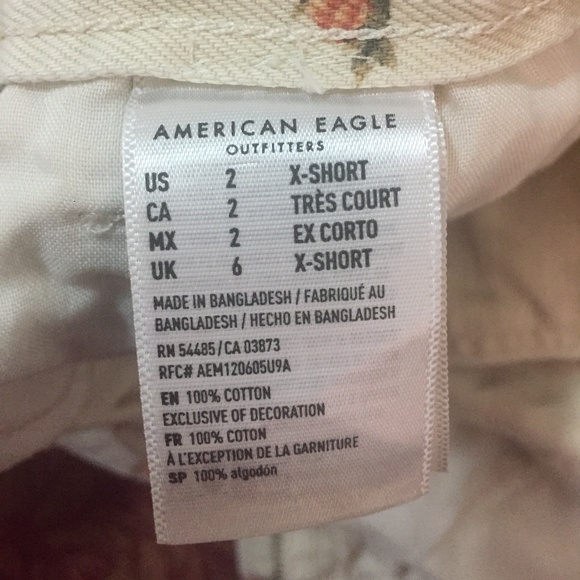 AMERICAN EAGLE
OUTFITTERS
US 2 X-SHORT
CA 2 TRÈS COURT
MX 2 EX CORTO
UK 6 X-SHORT
MADE IN BANGLADESH / FABRIQUÉ AU
BANGLADESH / HECHO EN BANGLADESH
RN 54485 / CA 03873
RFC# AEM120605U9A
EN 100% COTTON
EXCLUSIVE OF DECORATION
FR 100% COTON
À L'EXCEPTION DE LA GARNITURE
SP 100% algodón